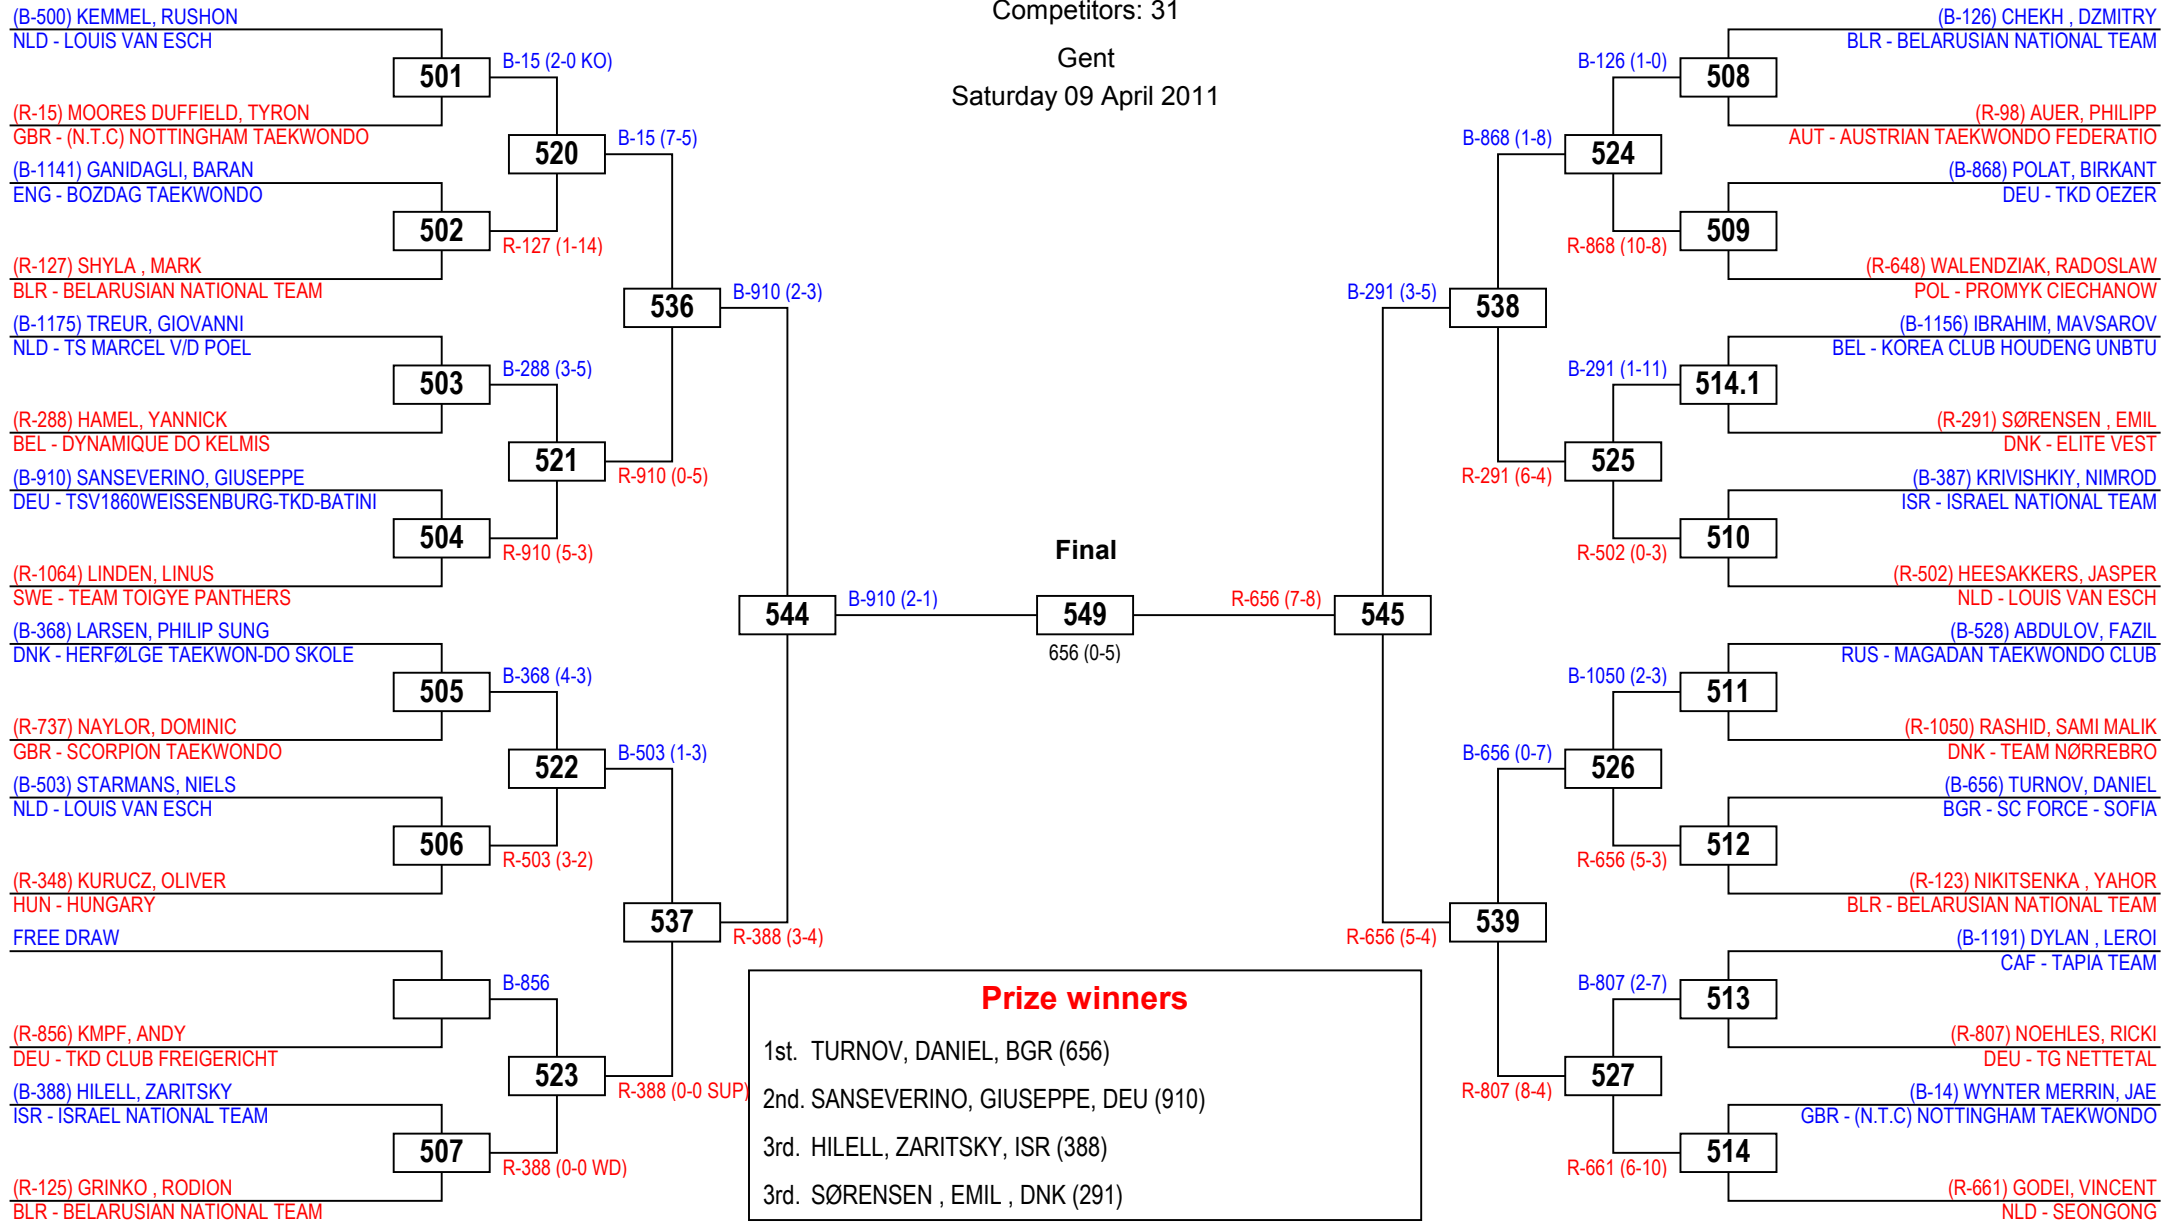 Competitors: 31
Gent
Saturday 09 April 2011
(B-500) KEMMEL, RUSHON
NLD - LOUIS VAN ESCH
501
B-15 (2-0 KO)
(R-15) MOORES DUFFIELD, TYRON
GBR - (N.T.C) NOTTINGHAM TAEKWONDO
520
B-15 (7-5)
(B-1141) GANIDAGLI, BARAN
ENG - BOZDAG TAEKWONDO
502
R-127 (1-14)
(R-127) SHYLA , MARK
BLR - BELARUSIAN NATIONAL TEAM
536
B-910 (2-3)
(B-1175) TREUR, GIOVANNI
NLD - TS MARCEL V/D POEL
503
B-288 (3-5)
(R-288) HAMEL, YANNICK
BEL - DYNAMIQUE DO KELMIS
521
R-910 (0-5)
(B-910) SANSEVERINO, GIUSEPPE
DEU - TSV1860WEISSENBURG-TKD-BATINI
504
R-910 (5-3)
(R-1064) LINDEN, LINUS
SWE - TEAM TOIGYE PANTHERS
544
B-910 (2-1)
(B-368) LARSEN, PHILIP SUNG
DNK - HERFØLGE TAEKWON-DO SKOLE
505
B-368 (4-3)
(R-737) NAYLOR, DOMINIC
GBR - SCORPION TAEKWONDO
522
B-503 (1-3)
(B-503) STARMANS, NIELS
NLD - LOUIS VAN ESCH
506
R-503 (3-2)
(R-348) KURUCZ, OLIVER
HUN - HUNGARY
537
R-388 (3-4)
FREE DRAW
B-856
(R-856) KMPF, ANDY
DEU - TKD CLUB FREIGERICHT
523
R-388 (0-0 SUP)
(B-388) HILELL, ZARITSKY
ISR - ISRAEL NATIONAL TEAM
507
R-388 (0-0 WD)
(R-125) GRINKO , RODION
BLR - BELARUSIAN NATIONAL TEAM
Final
549
656 (0-5)
(B-126) CHEKH , DZMITRY
BLR - BELARUSIAN NATIONAL TEAM
B-126 (1-0)
508
(R-98) AUER, PHILIPP
AUT - AUSTRIAN TAEKWONDO FEDERATIO
B-868 (1-8)
524
(B-868) POLAT, BIRKANT
DEU - TKD OEZER
R-868 (10-8)
509
(R-648) WALENDZIAK, RADOSLAW
POL - PROMYK CIECHANOW
B-291 (3-5)
538
(B-1156) IBRAHIM, MAVSAROV
BEL - KOREA CLUB HOUDENG UNBTU
B-291 (1-11)
514.1
(R-291) SØRENSEN , EMIL
DNK - ELITE VEST
R-291 (6-4)
525
(B-387) KRIVISHKIY, NIMROD
ISR - ISRAEL NATIONAL TEAM
R-502 (0-3)
510
(R-502) HEESAKKERS, JASPER
NLD - LOUIS VAN ESCH
R-656 (7-8)
545
(B-528) ABDULOV, FAZIL
RUS - MAGADAN TAEKWONDO CLUB
B-1050 (2-3)
511
(R-1050) RASHID, SAMI MALIK
DNK - TEAM NØRREBRO
B-656 (0-7)
526
(B-656) TURNOV, DANIEL
BGR - SC FORCE - SOFIA
R-656 (5-3)
512
(R-123) NIKITSENKA , YAHOR
BLR - BELARUSIAN NATIONAL TEAM
R-656 (5-4)
539
(B-1191) DYLAN , LEROI
CAF - TAPIA TEAM
B-807 (2-7)
513
(R-807) NOEHLES, RICKI
DEU - TG NETTETAL
R-807 (8-4)
527
(B-14) WYNTER MERRIN, JAE
GBR - (N.T.C) NOTTINGHAM TAEKWONDO
R-661 (6-10)
514
(R-661) GODEI, VINCENT
NLD - SEONGONG
Prize winners
1st. TURNOV, DANIEL, BGR (656)
2nd. SANSEVERINO, GIUSEPPE, DEU (910)
3rd. HILELL, ZARITSKY, ISR (388)
3rd. SØRENSEN , EMIL , DNK (291)